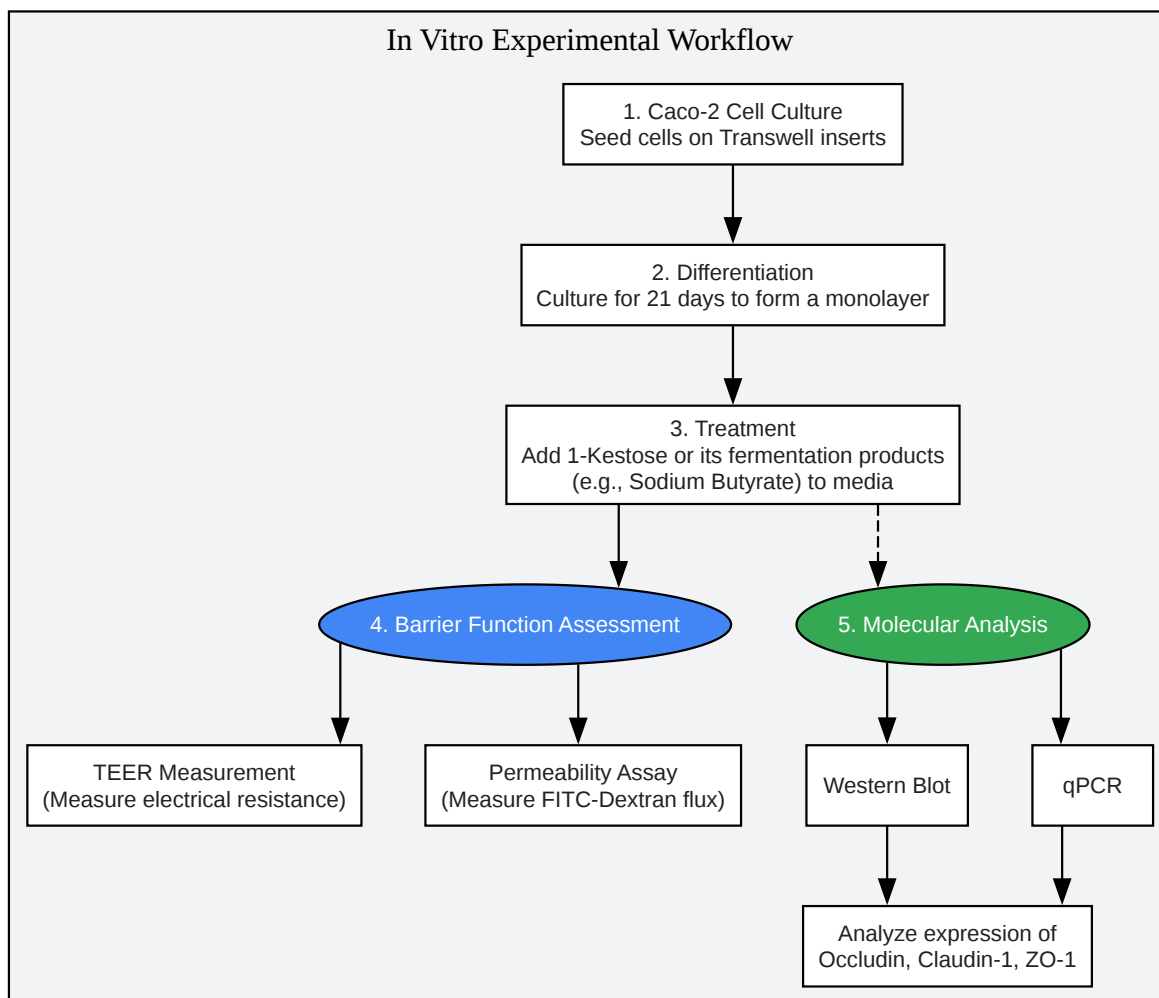 In Vitro Experimental Workflow
1. Caco-2 Cell Culture
Seed cells on Transwell inserts
2. Differentiation
Culture for 21 days to form a monolayer
3. Treatment
Add 1-Kestose or its fermentation products
(e.g., Sodium Butyrate) to media
4. Barrier Function Assessment
5. Molecular Analysis
TEER Measurement
(Measure electrical resistance)
Permeability Assay
(Measure FITC-Dextran flux)
Western Blot
qPCR
Analyze expression of
Occludin, Claudin-1, ZO-1